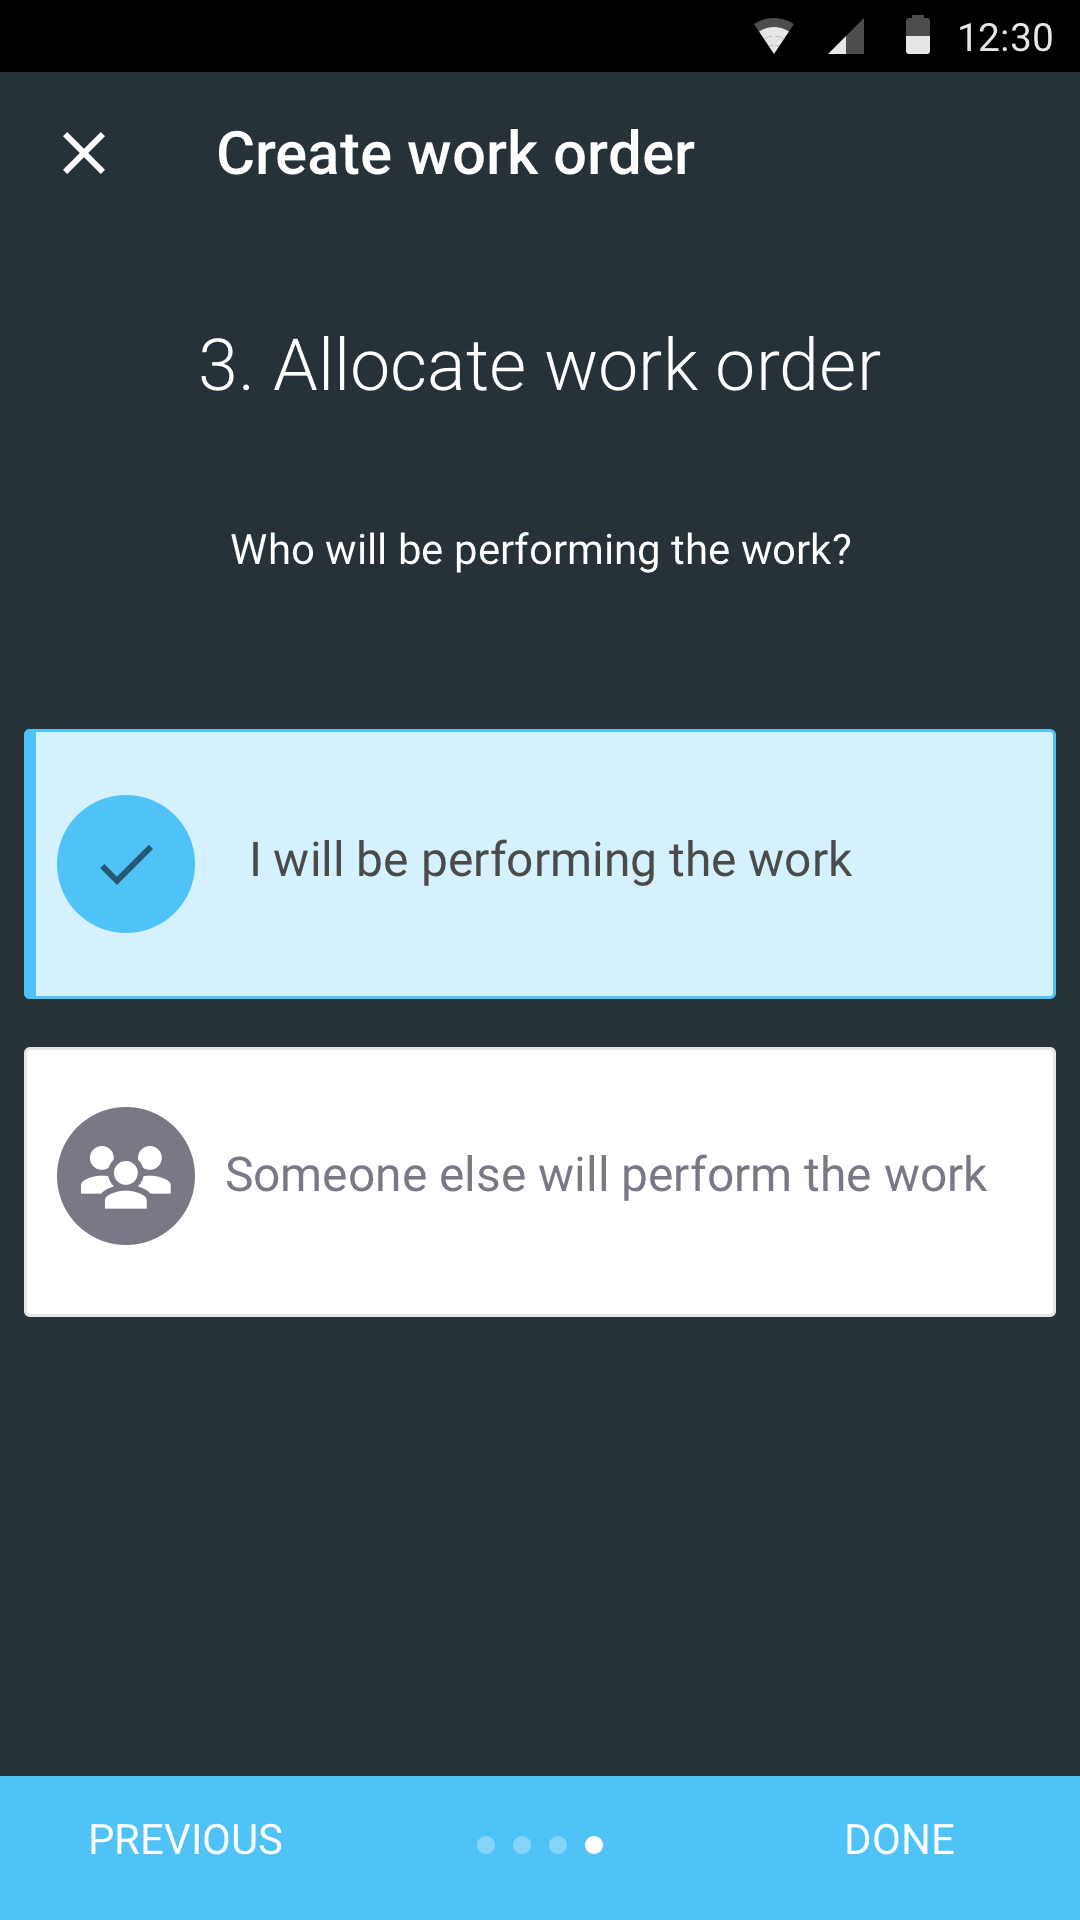 12:30
Create work order
3. Allocate work order
Who will be performing the work?
I will be performing the work
Someone else will perform the work
PREVIOUS
DONE